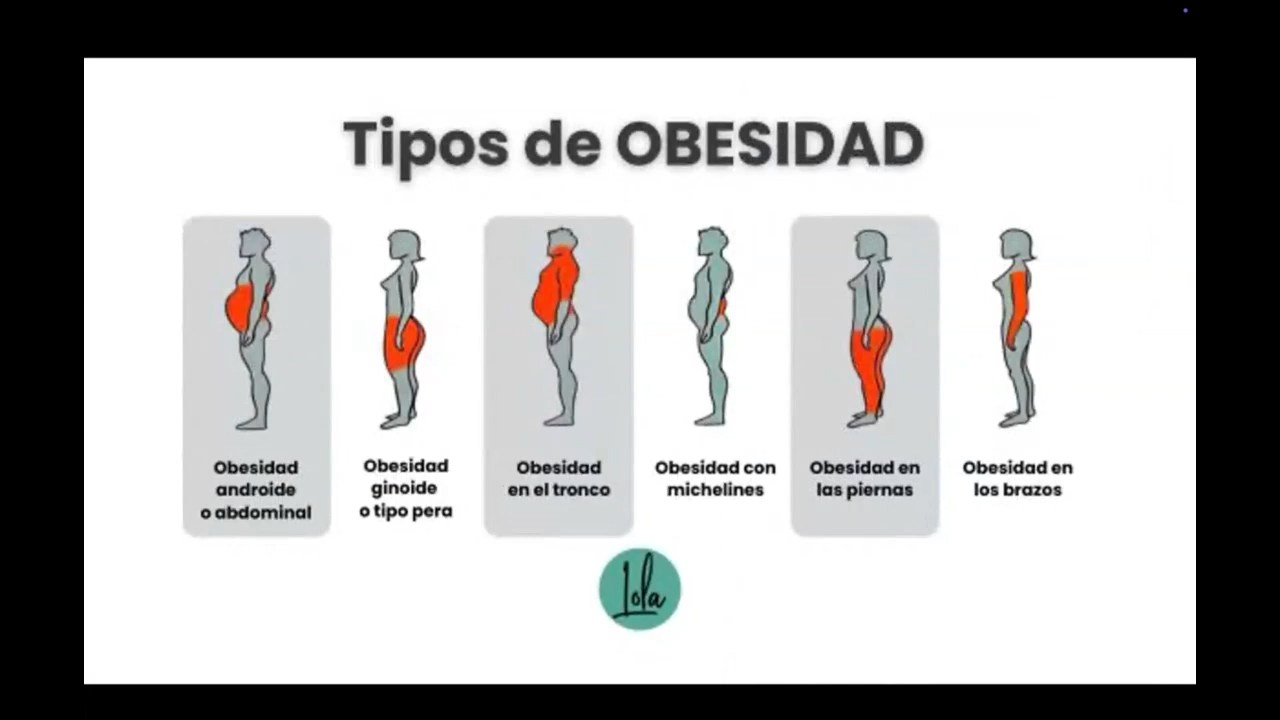 Tipos de OBESIDAD
Obesidad
androide
o abdominal
Obesidad
ginoide
o tipo pera
Obesidad
en el tronco
Obesidad con
michelines
Obesidad en
las piernas
Obesidad en
los brazos
Lola